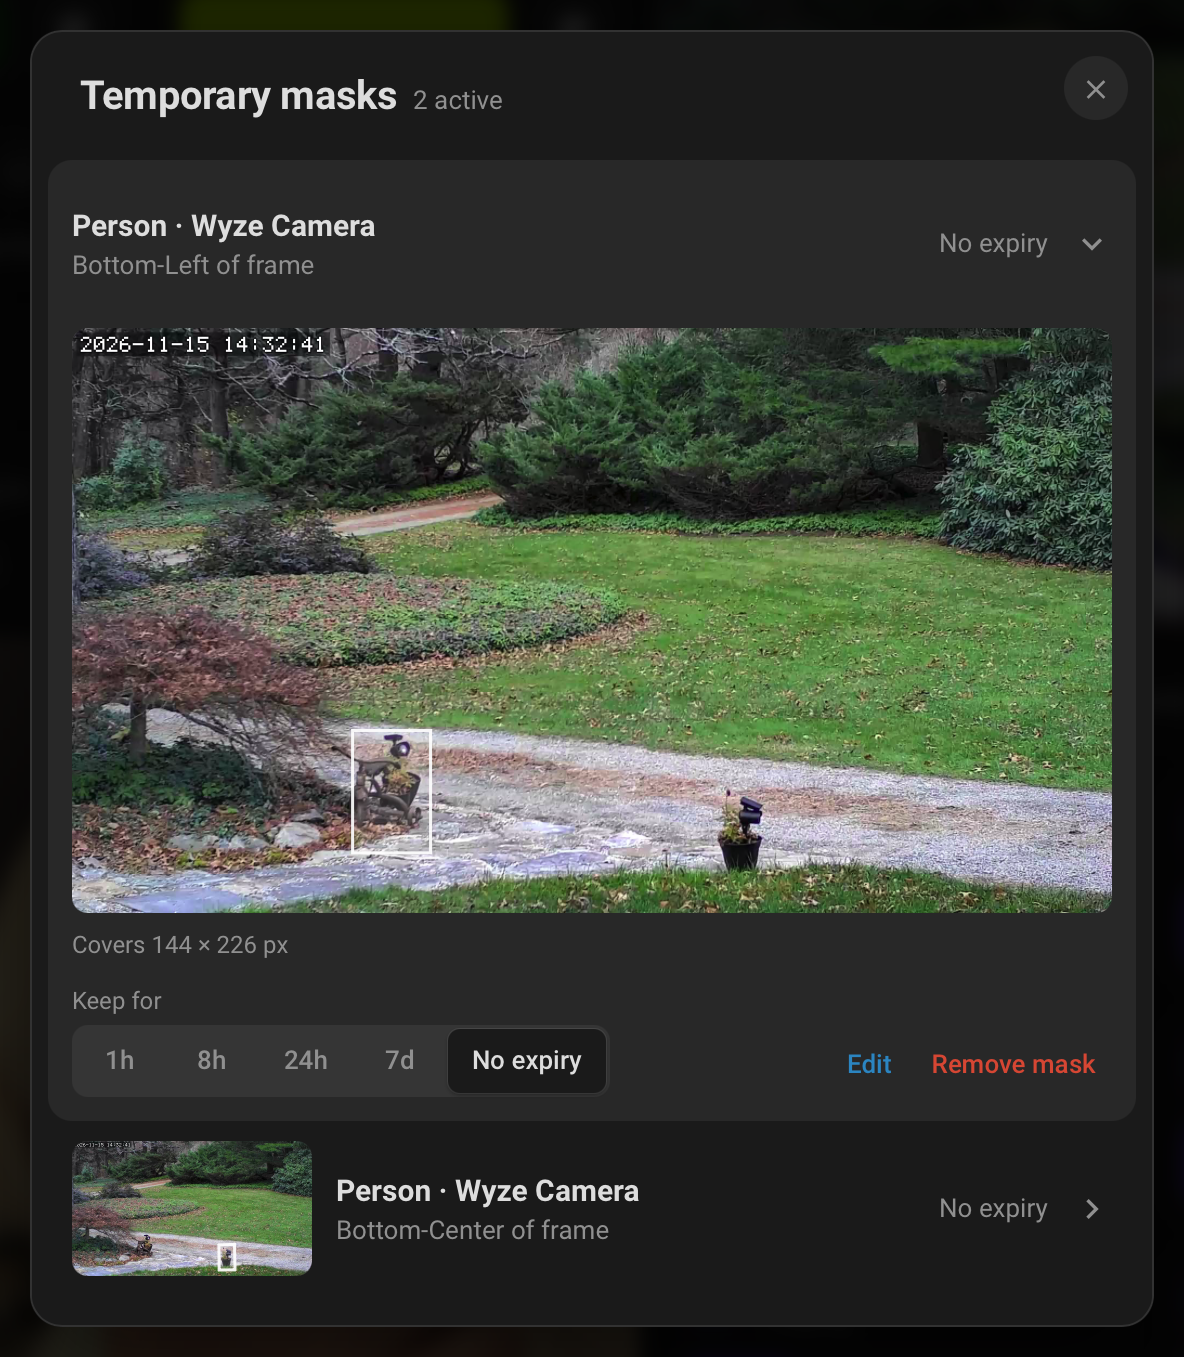 Temporary masks 2 active
Person · Wyze Camera
Bottom-Left of frame
No expiry
2026-11-15 14:32:41
Covers 144 × 226 px
Keep for
1h 8h 24h 7d No expiry
Edit Remove mask
Person · Wyze Camera
Bottom-Center of frame
No expiry